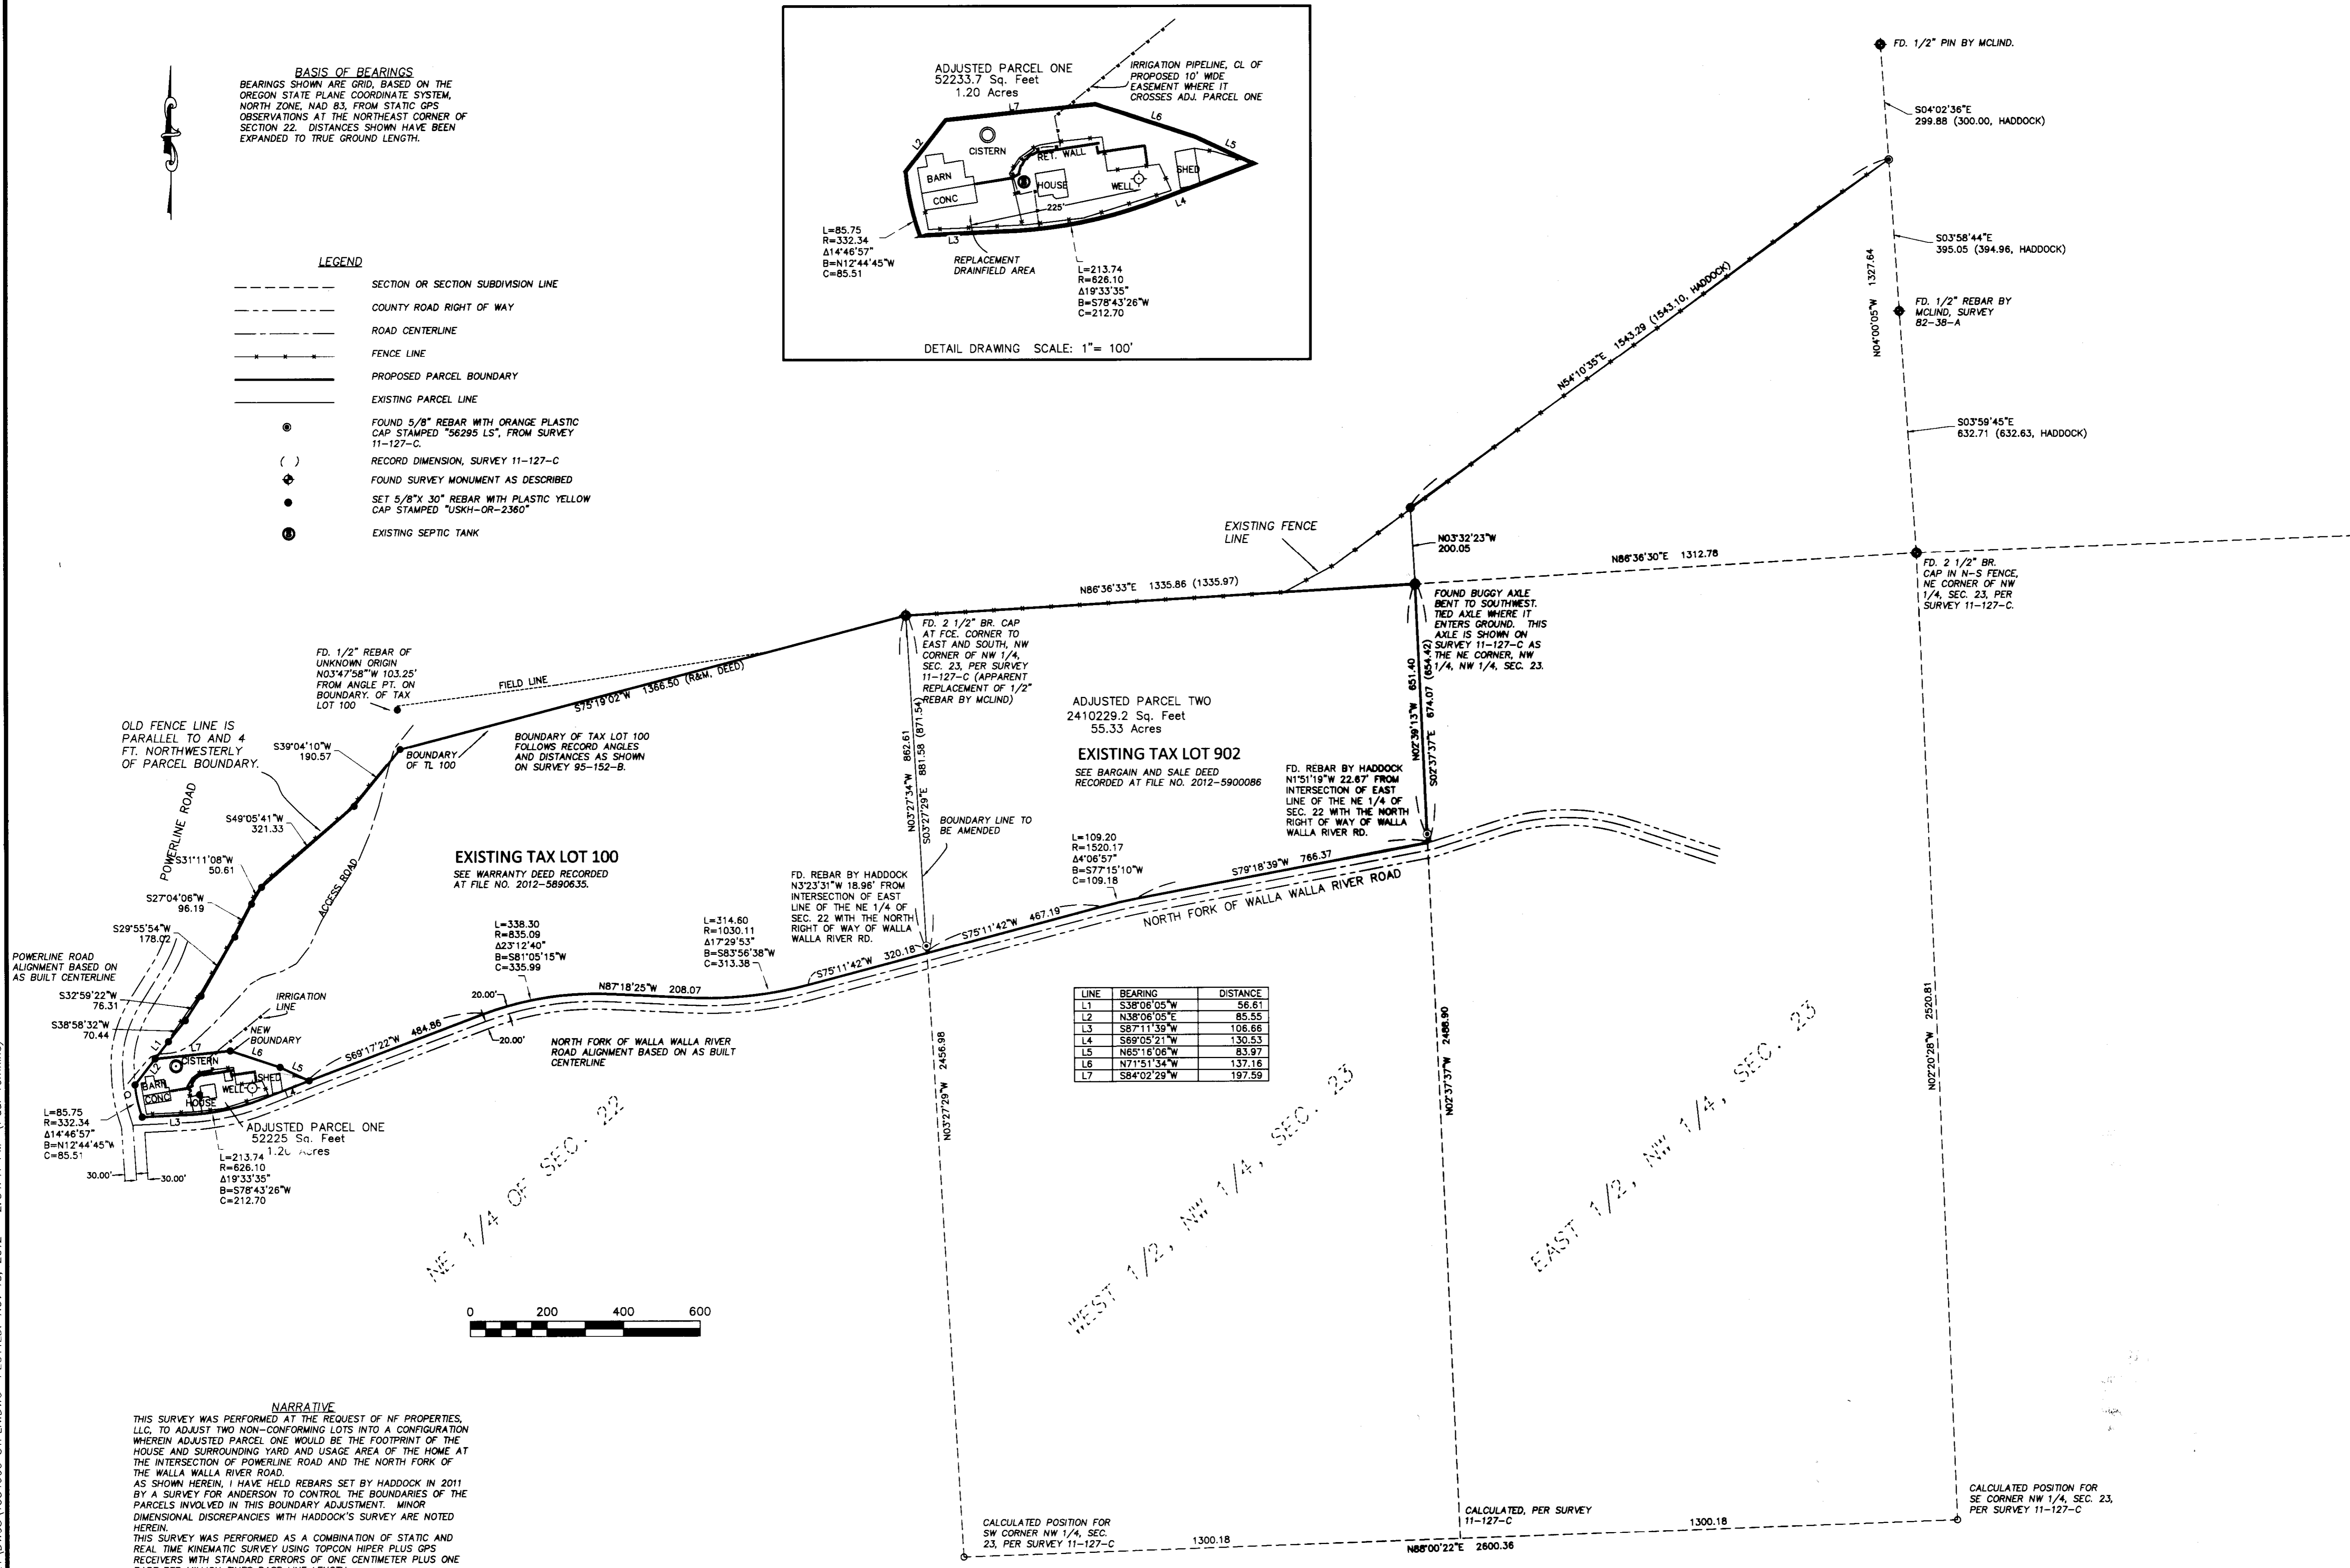 BASIS OF BEARINGS
BEARINGS SHOWN ARE GRID, BASED ON THE
OREGON STATE PLANE COORDINATE SYSTEM,
NORTH ZONE, NAD 83, FROM STATIC GPS
OBSERVATIONS AT THE NORTHEAST CORNER OF
SECTION 22. DISTANCES SHOWN HAVE BEEN
EXPANDED TO TRUE GROUND LENGTH.
LEGEND
SECTION OR SECTION SUBDIVISION LINE
COUNTY ROAD RIGHT OF WAY
ROAD CENTERLINE
FENCE LINE
PROPOSED PARCEL BOUNDARY
EXISTING PARCEL LINE
FOUND 5/8" REBAR WITH ORANGE PLASTIC
CAP STAMPED "56295 LS", FROM SURVEY
11-127-C.
( )
RECORD DIMENSION, SURVEY 11-127-C
FOUND SURVEY MONUMENT AS DESCRIBED
SET 5/8"X 30" REBAR WITH PLASTIC YELLOW
CAP STAMPED "USKH-OR-2360"
EXISTING SEPTIC TANK
ADJUSTED PARCEL ONE
52233.7 Sq. Feet
1.20 Acres
IRRIGATION PIPELINE, CL OF
PROPOSED 10' WIDE
EASEMENT WHERE IT
CROSSES ADJ. PARCEL ONE
L7
L6
L2
L5
CISTERN
RET. WALL
BARN
CONC
HOUSE
WELL
SHED
225'
L4
L3
L=85.75
R=332.34
Δ14°46'57"
B=N12°44'45"W
C=85.51
REPLACEMENT
DRAINFIELD AREA
L=213.74
R=626.10
Δ19°33'35"
B=S78°43'26"W
C=212.70
DETAIL DRAWING SCALE: 1"= 100'
FD. 1/2" PIN BY MCLIND.
S04°02'36"E
299.88 (300.00, HADDOCK)
S03°58'44"E
395.05 (394.96, HADDOCK)
N04°00'05"W 1327.64
FD. 1/2" REBAR BY
MCLIND, SURVEY
82-38-A
S03°59'45"E
632.71 (632.63, HADDOCK)
N54°10'35"E 1543.29 (1543.10, HADDOCK)
EXISTING FENCE
LINE
N03°32'23"W
200.05
N86°36'30"E 1312.78
N86°36'33"E 1335.86 (1335.97)
FD. 2 1/2" BR.
CAP IN N-S FENCE,
NE CORNER OF NW
1/4, SEC. 23, PER
SURVEY 11-127-C.
FOUND BUGGY AXLE
BENT TO SOUTHWEST.
TIED AXLE WHERE IT
ENTERS GROUND. THIS
AXLE IS SHOWN ON
SURVEY 11-127-C AS
THE NE CORNER, NW
1/4, NW 1/4, SEC. 23.
FD. 2 1/2" BR. CAP
AT FCE. CORNER TO
EAST AND SOUTH, NW
CORNER OF NW 1/4,
SEC. 23, PER SURVEY
11-127-C (APPARENT
REPLACEMENT OF 1/2"
REBAR BY MCLIND)
FD. 1/2" REBAR OF
UNKNOWN ORIGIN
N03°47'58"W 103.25'
FROM ANGLE PT. ON
BOUNDARY. OF TAX
LOT 100
FIELD LINE
S75°19'02"W 1366.50 (R&M, DEED)
OLD FENCE LINE IS
PARALLEL TO AND 4
FT. NORTHWESTERLY
OF PARCEL BOUNDARY.
S39°04'10"W
190.57
BOUNDARY
OF TL 100
BOUNDARY OF TAX LOT 100
FOLLOWS RECORD ANGLES
AND DISTANCES AS SHOWN
ON SURVEY 95-152-B.
ADJUSTED PARCEL TWO
2410229.2 Sq. Feet
55.33 Acres
EXISTING TAX LOT 902
SEE BARGAIN AND SALE DEED
RECORDED AT FILE NO. 2012-5900086
N02°39'13"W 651.40
S02°37'37"E 674.07 (654.42)
N03°27'34"W 862.61
S03°27'29"E 881.58 (871.54)
FD. REBAR BY HADDOCK
N1°51'19"W 22.67' FROM
INTERSECTION OF EAST
LINE OF THE NE 1/4 OF
SEC. 22 WITH THE NORTH
RIGHT OF WAY OF WALLA
WALLA RIVER RD.
BOUNDARY LINE TO
BE AMENDED
POWERLINE ROAD
S49°05'41"W
321.33
S31°11'08"W
50.61
ACCESS ROAD
EXISTING TAX LOT 100
SEE WARRANTY DEED RECORDED
AT FILE NO. 2012-5890635.
L=109.20
R=1520.17
Δ4°06'57"
B=S77°15'10"W
C=109.18
S79°18'39"W 766.37
NORTH FORK OF WALLA WALLA RIVER ROAD
FD. REBAR BY HADDOCK
N3°23'31"W 18.96' FROM
INTERSECTION OF EAST
LINE OF THE NE 1/4 OF
SEC. 22 WITH THE NORTH
RIGHT OF WAY OF WALLA
WALLA RIVER RD.
S27°04'06"W
96.19
S29°55'54"W
178.02
L=338.30
R=835.09
Δ23°12'40"
B=S81°05'15"W
C=335.99
L=314.60
R=1030.11
Δ17°29'53"
B=S83°56'38"W
C=313.38
S75°11'42"W 467.19
S75°11'42"W 320.18
POWERLINE ROAD
ALIGNMENT BASED ON
AS BUILT CENTERLINE
S32°59'22"W
76.31
S38°58'32"W
70.44
IRRIGATION
LINE
NEW
BOUNDARY
20.00'
20.00'
N87°18'25"W 208.07
S69°17'22"W 484.86
NORTH FORK OF WALLA WALLA RIVER
ROAD ALIGNMENT BASED ON AS BUILT
CENTERLINE
LINE BEARING DISTANCE
L1 S38°06'05"W 56.61
L2 N38°06'05"E 85.55
L3 S87°11'39"W 106.66
L4 S69°05'21"W 130.53
L5 N65°16'06"W 83.97
L6 N71°51'34"W 137.16
L7 S84°02'29"W 197.59
L1
L7
L6
L2
L5
CISTERN
BARN
CONC
HOUSE
WELL
SHED
L4
L3
L=85.75
R=332.34
Δ14°46'57"
B=N12°44'45"W
C=85.51
ADJUSTED PARCEL ONE
52225 Sq. Feet
1.20 Acres
L=213.74
R=626.10
Δ19°33'35"
B=S78°43'26"W
C=212.70
30.00'
30.00'
N03°27'29"W 2456.98
N02°37'37"W 2488.90
N02°20'28"W 2520.81
NE 1/4 OF SEC. 22
WEST 1/2, NW 1/4, SEC. 23
EAST 1/2, NW 1/4, SEC. 23
0 200 400 600
NARRATIVE
THIS SURVEY WAS PERFORMED AT THE REQUEST OF NF PROPERTIES,
LLC, TO ADJUST TWO NON-CONFORMING LOTS INTO A CONFIGURATION
WHEREIN ADJUSTED PARCEL ONE WOULD BE THE FOOTPRINT OF THE
HOUSE AND SURROUNDING YARD AND USAGE AREA OF THE HOME AT
THE INTERSECTION OF POWERLINE ROAD AND THE NORTH FORK OF
THE WALLA WALLA RIVER ROAD.
AS SHOWN HEREIN, I HAVE HELD REBARS SET BY HADDOCK IN 2011
BY A SURVEY FOR ANDERSON TO CONTROL THE BOUNDARIES OF THE
PARCELS INVOLVED IN THIS BOUNDARY ADJUSTMENT. MINOR
DIMENSIONAL DISCREPANCIES WITH HADDOCK'S SURVEY ARE NOTED
HEREIN.
THIS SURVEY WAS PERFORMED AS A COMBINATION OF STATIC AND
REAL TIME KINEMATIC SURVEY USING TOPCON HIPER PLUS GPS
RECEIVERS WITH STANDARD ERRORS OF ONE CENTIMETER PLUS ONE
CALCULATED POSITION FOR
SW CORNER NW 1/4, SEC.
23, PER SURVEY 11-127-C
1300.18
N88°00'22"E 2600.36
CALCULATED, PER SURVEY
11-127-C
1300.18
CALCULATED POSITION FOR
SE CORNER NW 1/4, SEC. 23,
PER SURVEY 11-127-C